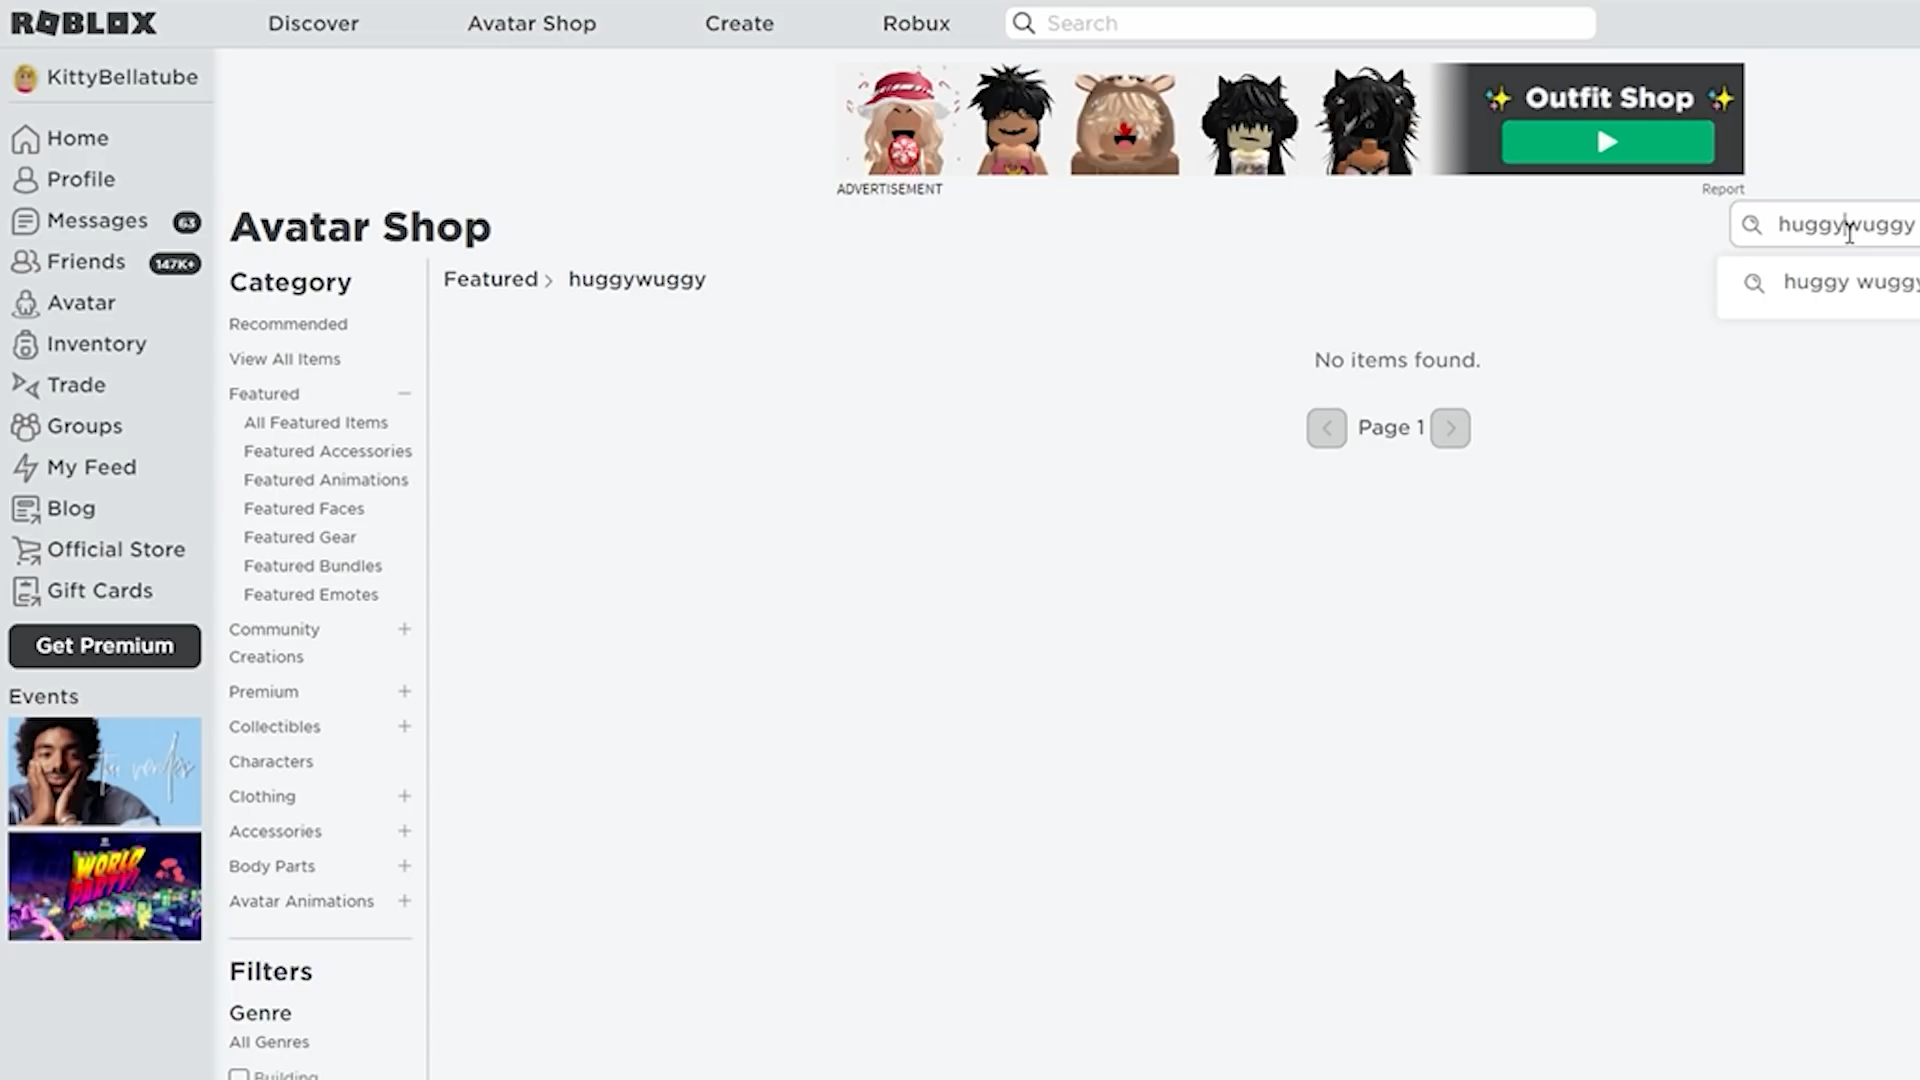 ROBLOX
Discover
Avatar Shop
Create
Robux
Search
KittyBellatube
Home
Profile
Messages 63
Friends 147K+
Avatar
Inventory
Trade
Groups
My Feed
Blog
Official Store
Gift Cards
Get Premium
Events
WORLD PARTY
✨ Outfit Shop ✨
ADVERTISEMENT
Report
Avatar Shop
huggywuggy
huggy wuggy
Category
Recommended
View All Items
Featured
All Featured Items
Featured Accessories
Featured Animations
Featured Faces
Featured Gear
Featured Bundles
Featured Emotes
Community
Creations
Premium
Collectibles
Characters
Clothing
Accessories
Body Parts
Avatar Animations
Filters
Genre
All Genres
Building
Featured > huggywuggy
No items found.
Page 1